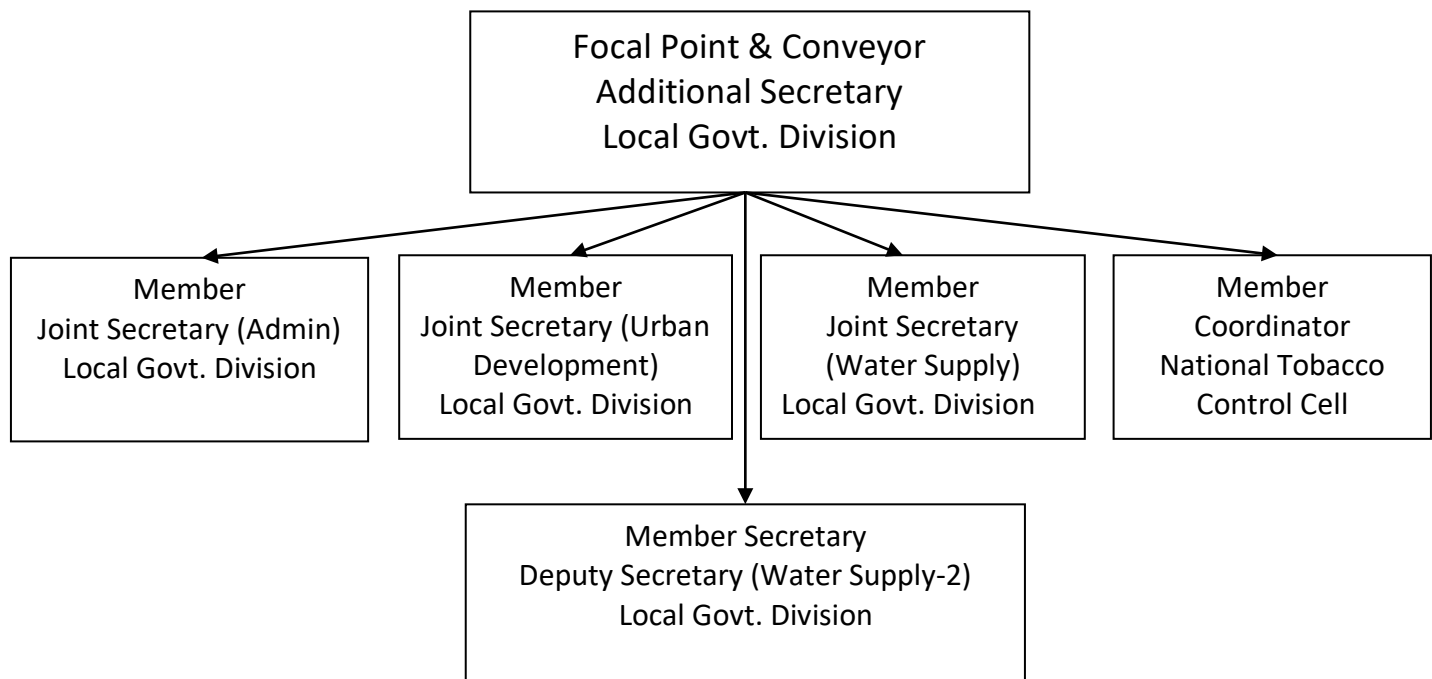 Focal Point & Conveyor
Additional Secretary
Local Govt. Division
Member
Joint Secretary (Admin)
Local Govt. Division
Member
Joint Secretary (Urban
Development)
Local Govt. Division
Member
Joint Secretary
(Water Supply)
Local Govt. Division
Member
Coordinator
National Tobacco
Control Cell
Member Secretary
Deputy Secretary (Water Supply-2)
Local Govt. Division